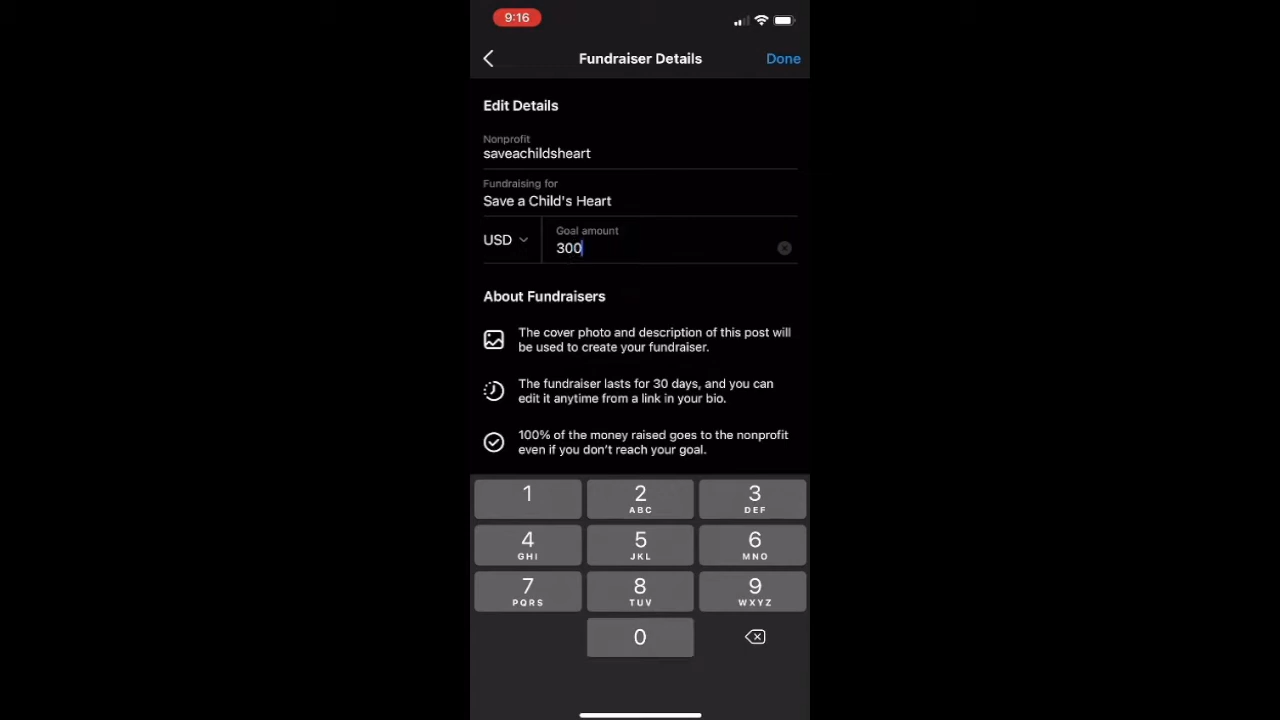 9:16
Fundraiser Details
Done
Edit Details
Nonprofit
saveachildsheart
Fundraising for
Save a Child's Heart
USD
Goal amount
300
About Fundraisers
The cover photo and description of this post will
be used to create your fundraiser.
The fundraiser lasts for 30 days, and you can
edit it anytime from a link in your bio.
100% of the money raised goes to the nonprofit
even if you don’t reach your goal.
1 2 3
ABC DEF
4 5 6
GHI JKL MNO
7 8 9
PQRS TUV WXYZ
0